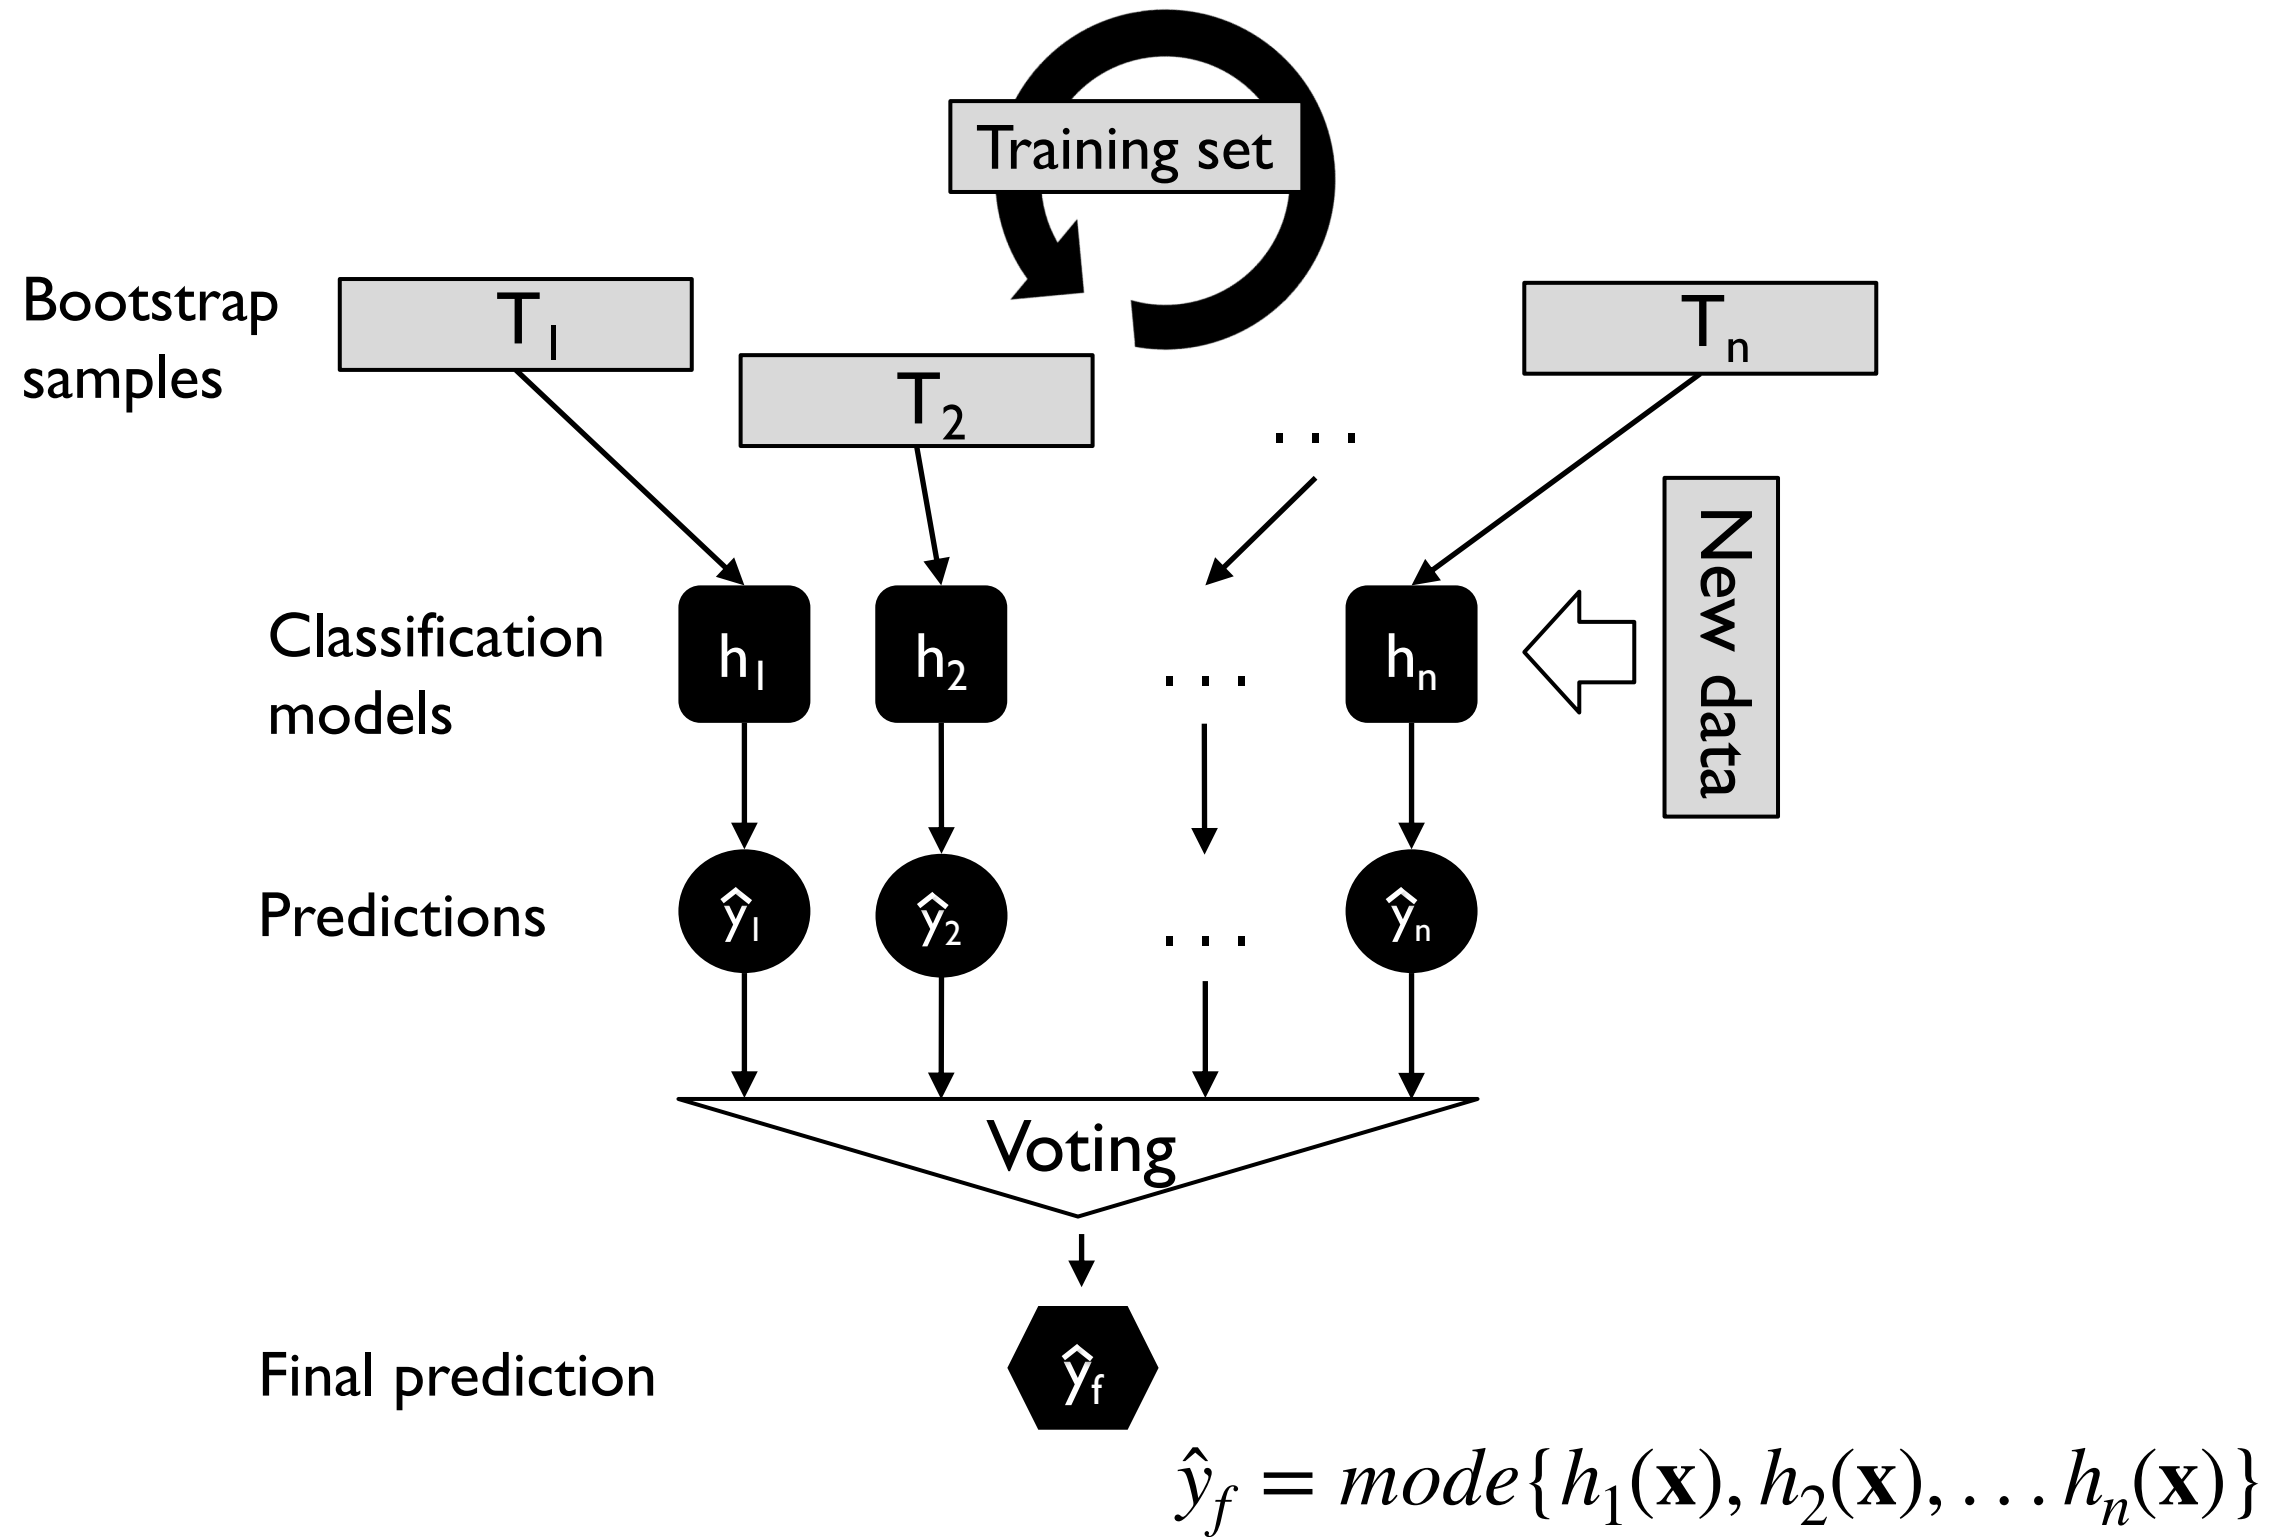 Training set
Bootstrap
samples
T1
T2
. . .
Tn
New data
Classification
models
h1
h2
. . .
hn
Predictions
ŷ1
ŷ2
. . .
ŷn
Voting
Final prediction
ŷf
ŷf = mode{h1(x), h2(x), . . . hn(x)}